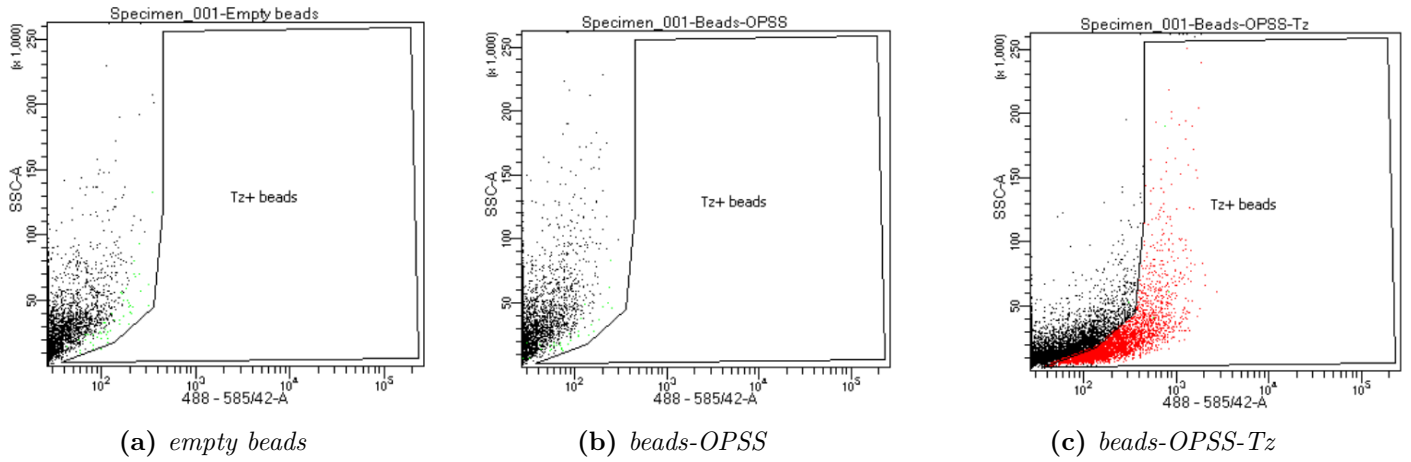 Specimen_001-Empty beads
(x 1,000)
250
200
150
100
50
SSC-A
Tz+ beads
10²
10³
10⁴
10⁵
488 - 585/42-A
(a) empty beads
Specimen_001-Beads-OPSS
(x 1,000)
250
200
150
100
50
SSC-A
Tz+ beads
10²
10³
10⁴
10⁵
488 - 585/42-A
(b) beads-OPSS
Specimen_001-Beads-OPSS-Tz
(x 1,000)
250
200
150
100
50
SSC-A
Tz+ beads
10²
10³
10⁴
10⁵
488 - 585/42-A
(c) beads-OPSS-Tz